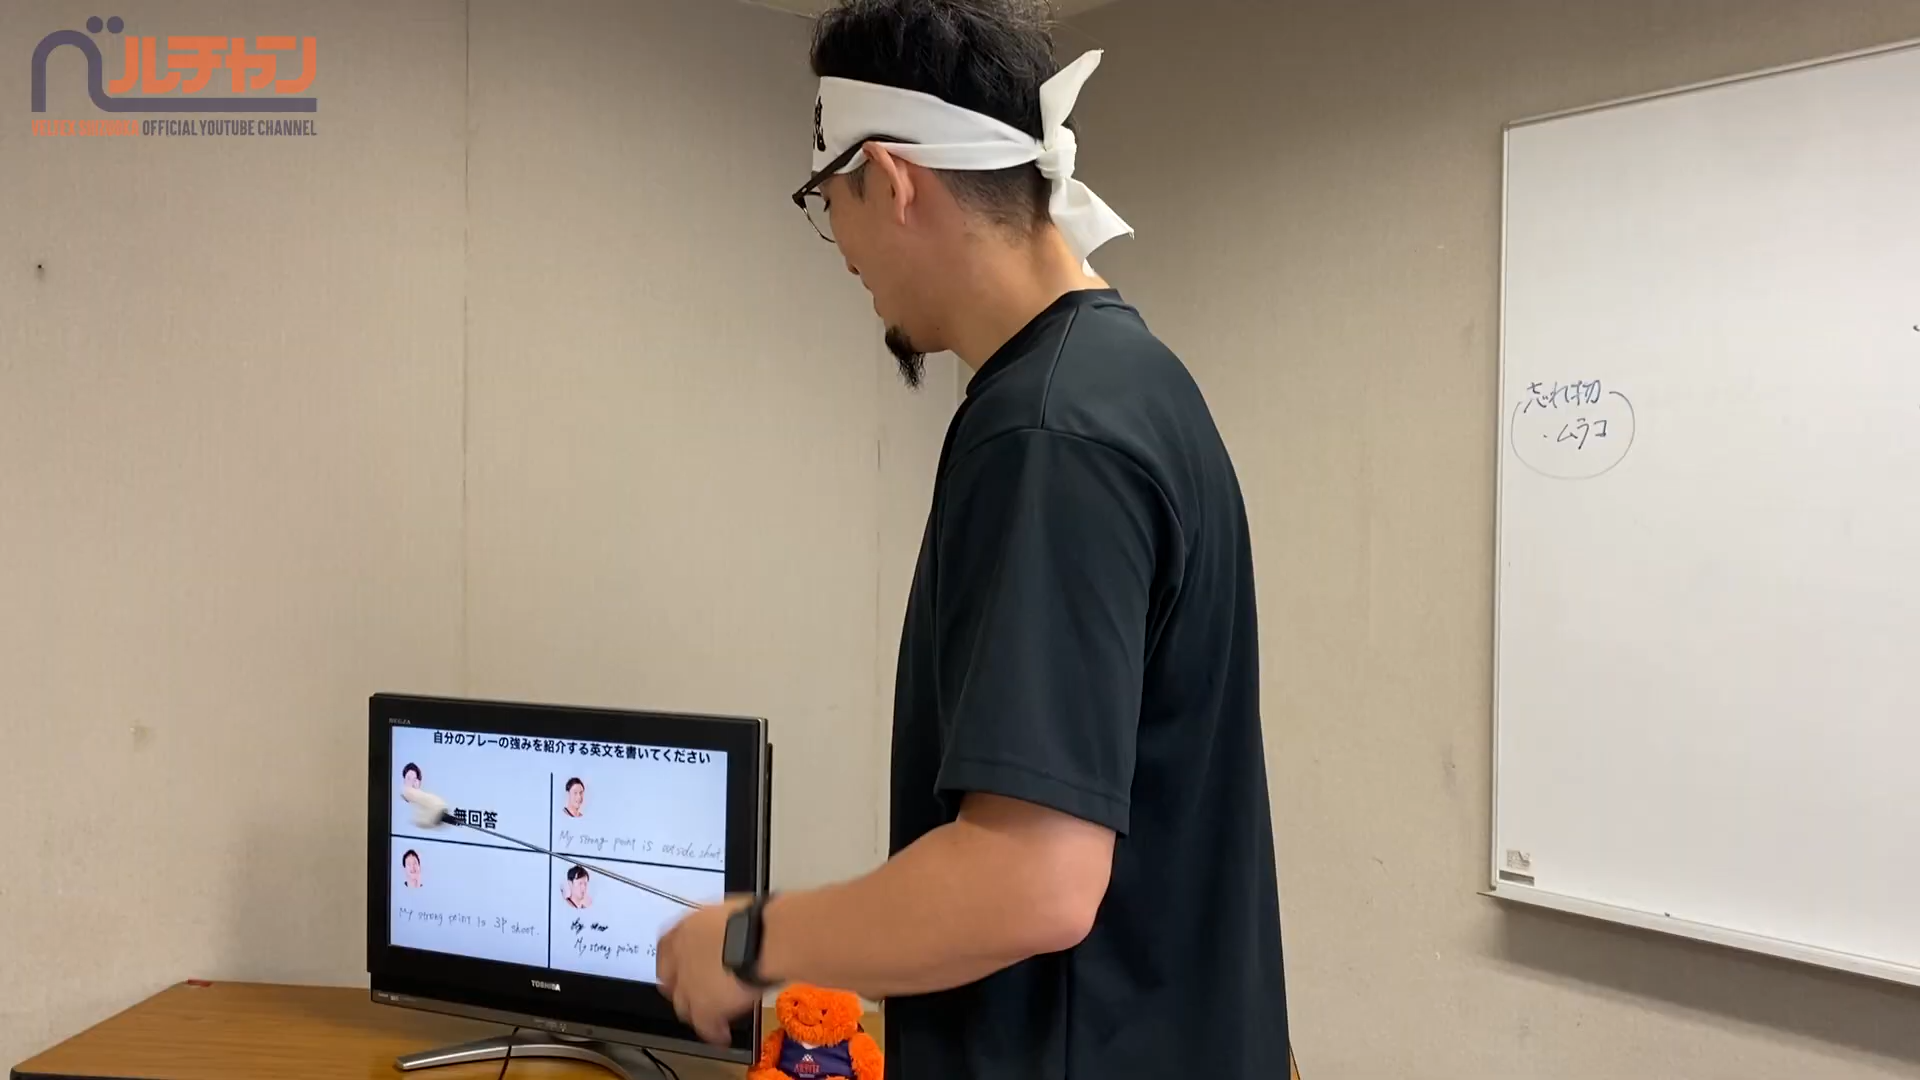 ベルチャン
VELTEX SHIZUOKA OFFICIAL YOUTUBE CHANNEL
忘れ物
・ムラコ
REGZA
自分のプレーの強みを紹介する英文を書いてください
無回答
My strong point is outside shoot.
My strong point is 3P shoot.
My strong point is
TOSHIBA